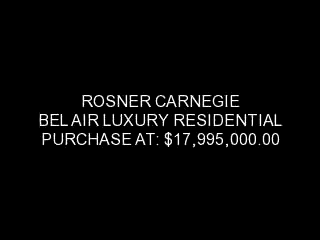 ROSNER CARNEGIE
BEL AIR LUXURY RESIDENTIAL
PURCHASE AT: $17,995,000.00